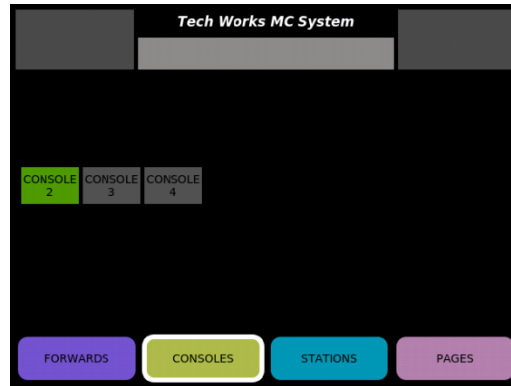 Tech Works MC System
CONSOLE CONSOLE CONSOLE
2 3 4
FORWARDS CONSOLES STATIONS PAGES